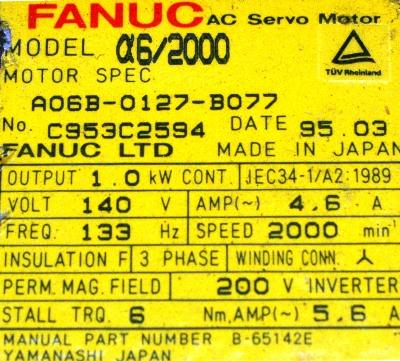 FANUC AC Servo Motor
MODEL α6/2000
TÜV Rheinland
MOTOR SPEC
A06B-0127-B077
No. C953C2594 DATE 95.03
FANUC LTD MADE IN JAPAN
OUTPUT 1.0 kW CONT. JEC34-1/A2:1989
VOLT 140 V AMP(~) 4.6 A
FREQ. 133 Hz SPEED 2000 min⁻¹
INSULATION F 3 PHASE WINDING CONN. 人
PERM. MAG. FIELD 200 V INVERTER
STALL TRQ. 6 Nm, AMP(~) 5.6 A
MANUAL PART NUMBER B-65142E
YAMANASHI JAPAN